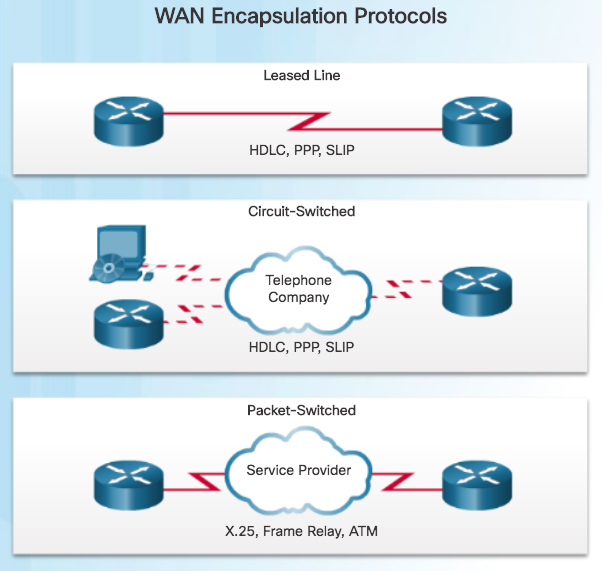 WAN Encapsulation Protocols
Leased Line
HDLC, PPP, SLIP
Circuit-Switched
Telephone
Company
HDLC, PPP, SLIP
Packet-Switched
Service Provider
X.25, Frame Relay, ATM